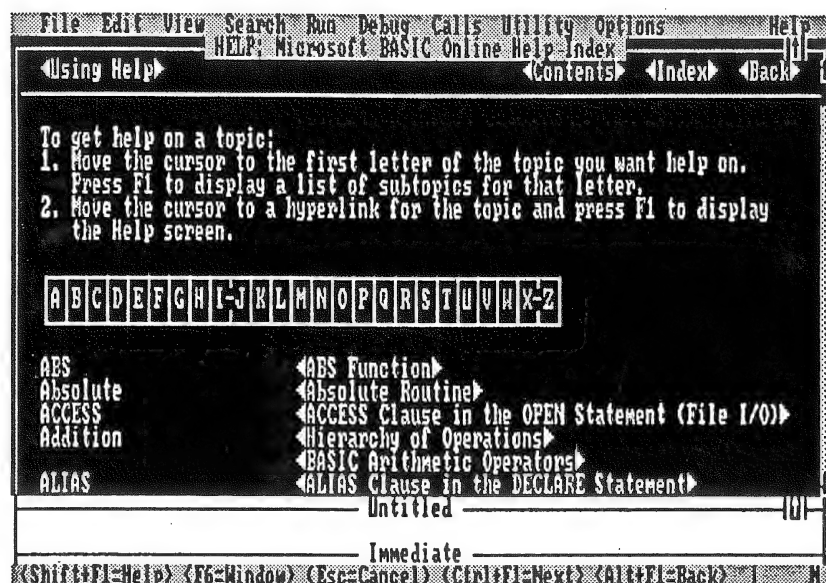 File Edit View Search Run Debug Calls Utility Options Help
HELP: Microsoft BASIC Online Help Index
◄Using Help► ◄Contents► ◄Index► ◄Back►
To get help on a topic:
1. Move the cursor to the first letter of the topic you want help on.
Press F1 to display a list of subtopics for that letter.
2. Move the cursor to a hyperlink for the topic and press F1 to display
the Help screen.
A B C D E F G H I-J K L M N O P Q R S T U V W X-Z
ABS ◄ABS Function►
Absolute ◄Absolute Routine►
ACCESS ◄ACCESS Clause in the OPEN Statement (File I/O)►
Addition ◄Hierarchy of Operations►
◄BASIC Arithmetic Operators►
ALIAS ◄ALIAS Clause in the DECLARE Statement►
Untitled
Immediate
<Shift+F1=Help> <F6=Window> <Esc=Cancel> <Ctrl+F1=Next> <Alt+F1=Back> N